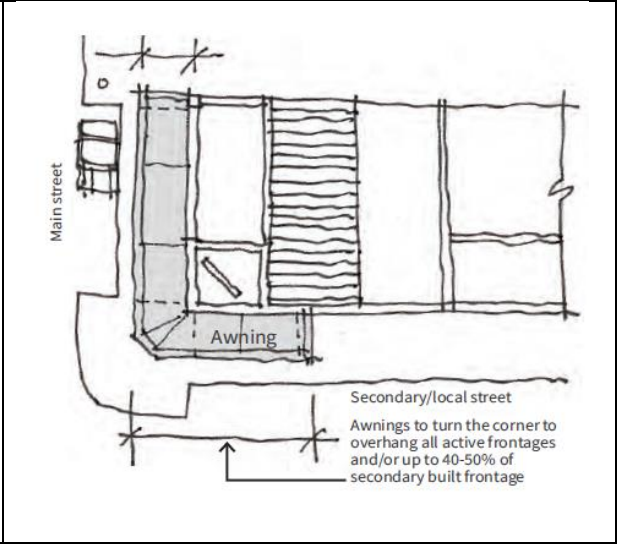 Main street
Awning
Secondary/local street
Awnings to turn the corner to
overhang all active frontages
and/or up to 40-50% of
secondary built frontage